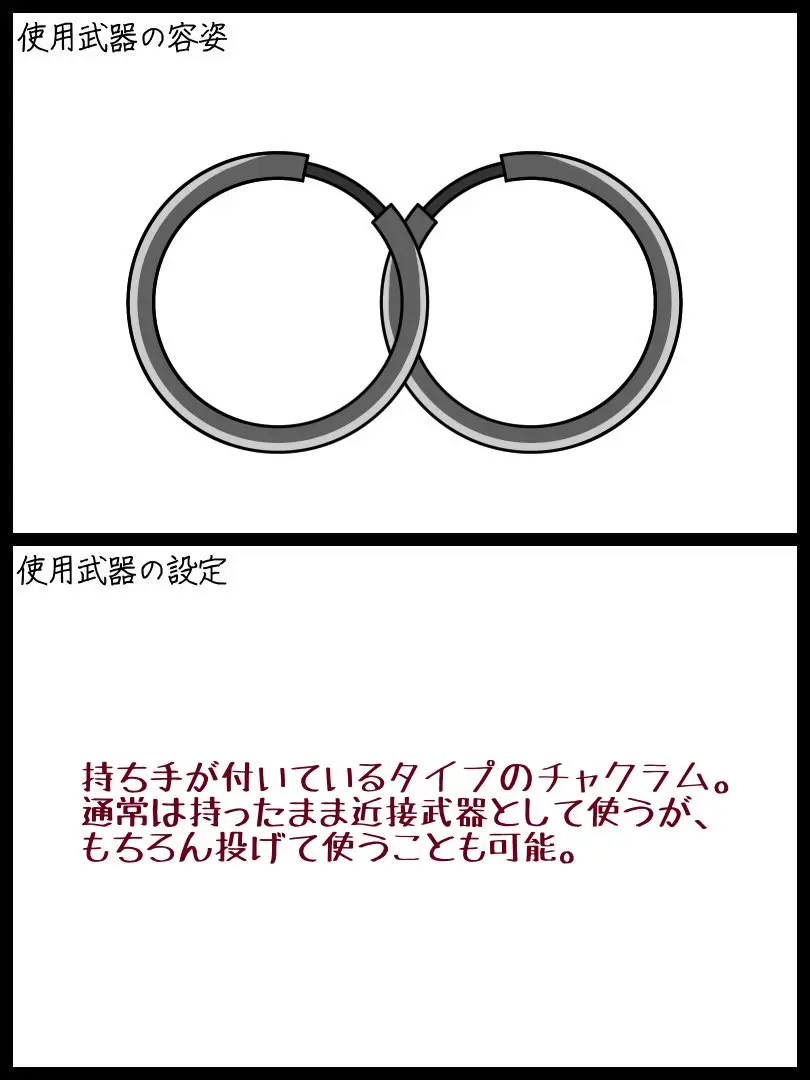 使用武器の容姿
使用武器の設定
持ち手が付いているタイプのチャクラム。
通常は持ったまま近接武器として使うが、
もちろん投げて使うことも可能。